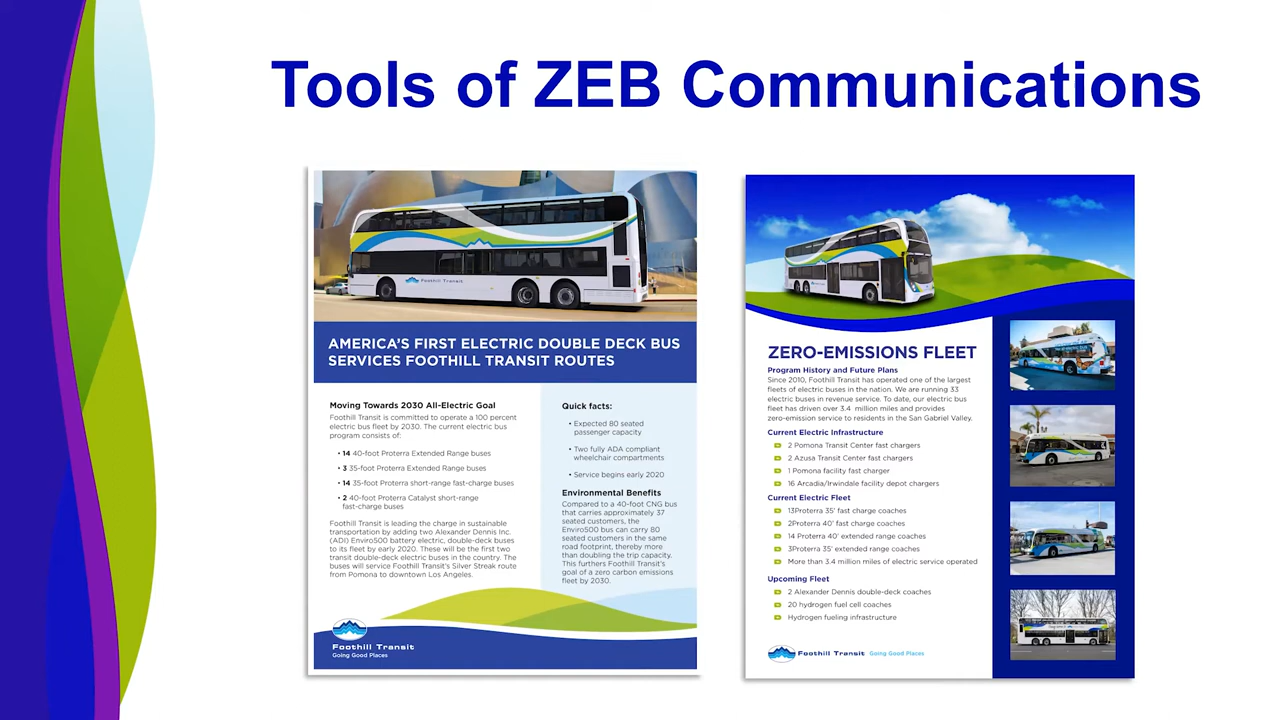 Tools of ZEB Communications
Foothill Transit
AMERICA'S FIRST ELECTRIC DOUBLE DECK BUS
SERVICES FOOTHILL TRANSIT ROUTES
Moving Towards 2030 All-Electric Goal
Foothill Transit is committed to operate a 100 percent
electric bus fleet by 2030. The current electric bus
program consists of:
• 14 40-foot Proterra Extended Range buses
• 3 35-foot Proterra Extended Range buses
• 14 35-foot Proterra short-range fast-charge buses
• 2 40-foot Proterra Catalyst short-range
fast-charge buses
Foothill Transit is leading the charge in sustainable
transportation by adding two Alexander Dennis Inc.
(ADI) Enviro500 battery electric, double-deck buses
to its fleet by early 2020. These will be the first two
transit double-deck electric buses in the country. The
buses will service Foothill Transit's Silver Streak route
from Pomona to downtown Los Angeles.
Quick facts:
• Expected 80 seated
passenger capacity
• Two fully ADA compliant
wheelchair compartments
• Service begins early 2020
Environmental Benefits
Compared to a 40-foot CNG bus
that carries approximately 37
seated customers, the
Enviro500 bus can carry 80
seated customers in the same
road footprint, thereby more
than doubling the trip capacity.
This furthers Foothill Transit's
goal of a zero carbon emissions
fleet by 2030.
Foothill Transit
Going Good Places
ZERO-EMISSIONS FLEET
Program History and Future Plans
Since 2010, Foothill Transit has operated one of the largest
fleets of electric buses in the nation. We are running 33
electric buses in revenue service. To date, our electric bus
fleet has driven over 3.4 million miles and provides
zero-emission service to residents in the San Gabriel Valley.
Current Electric Infrastructure
2 Pomona Transit Center fast chargers
2 Azusa Transit Center fast chargers
1 Pomona facility fast charger
16 Arcadia/Irwindale facility depot chargers
Current Electric Fleet
13Proterra 35' fast charge coaches
2Proterra 40' fast charge coaches
14 Proterra 40' extended range coaches
3Proterra 35' extended range coaches
More than 3.4 million miles of electric service operated
Upcoming Fleet
2 Alexander Dennis double-deck coaches
20 hydrogen fuel cell coaches
Hydrogen fueling infrastructure
Foothill Transit Going Good Places